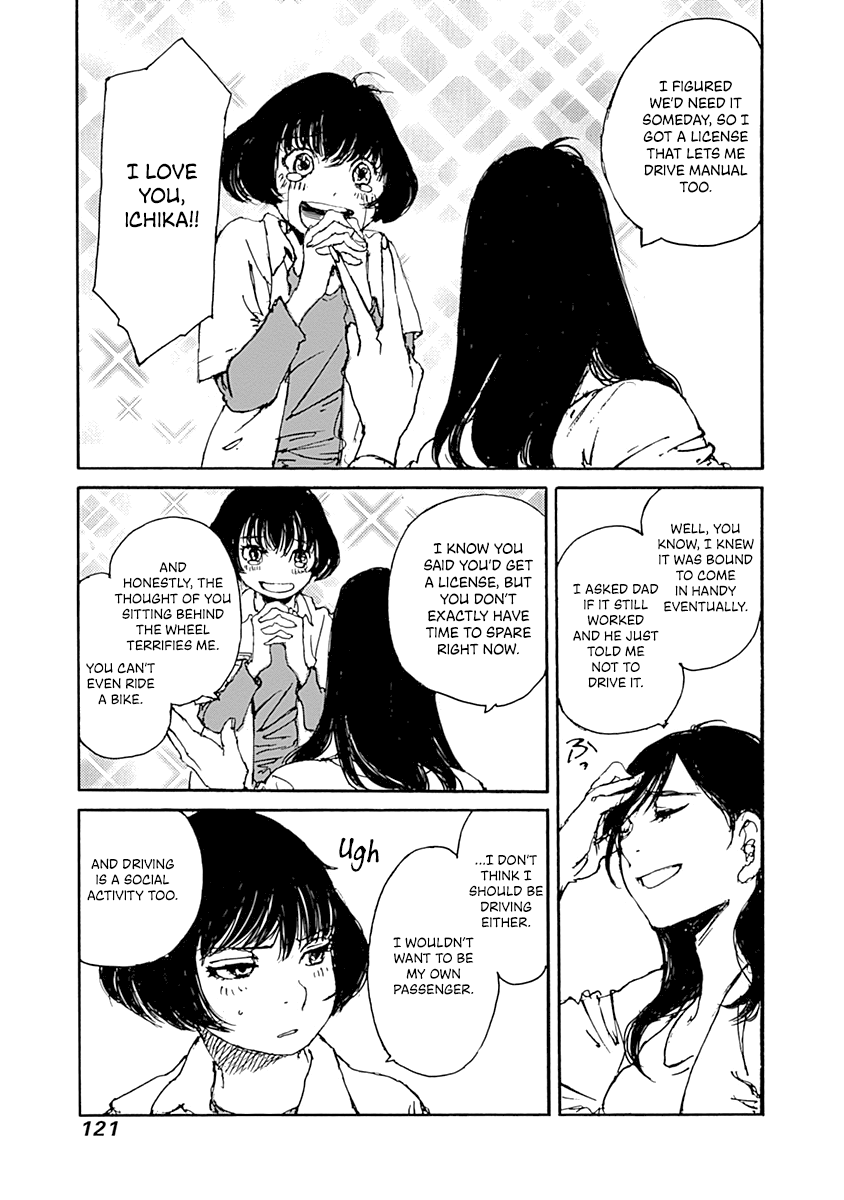 I FIGURED
WE'D NEED IT
SOMEDAY, SO I
GOT A LICENSE
THAT LETS ME
DRIVE MANUAL
TOO.
I LOVE
YOU,
ICHIKA!!
WELL, YOU
KNOW, I KNEW
IT WAS BOUND
TO COME
IN HANDY
EVENTUALLY.
I ASKED DAD
IF IT STILL
WORKED
AND HE JUST
TOLD ME
NOT TO
DRIVE IT.
I KNOW YOU
SAID YOU'D GET
A LICENSE, BUT
YOU DON'T
EXACTLY HAVE
TIME TO SPARE
RIGHT NOW.
AND
HONESTLY, THE
THOUGHT OF YOU
SITTING BEHIND
THE WHEEL
TERRIFIES ME.
YOU CAN'T
EVEN RIDE
A BIKE.
...I DON'T
THINK I
SHOULD BE
DRIVING
EITHER.
I WOULDN'T
WANT TO BE
MY OWN
PASSENGER.
Ugh
AND DRIVING
IS A SOCIAL
ACTIVITY TOO.
121